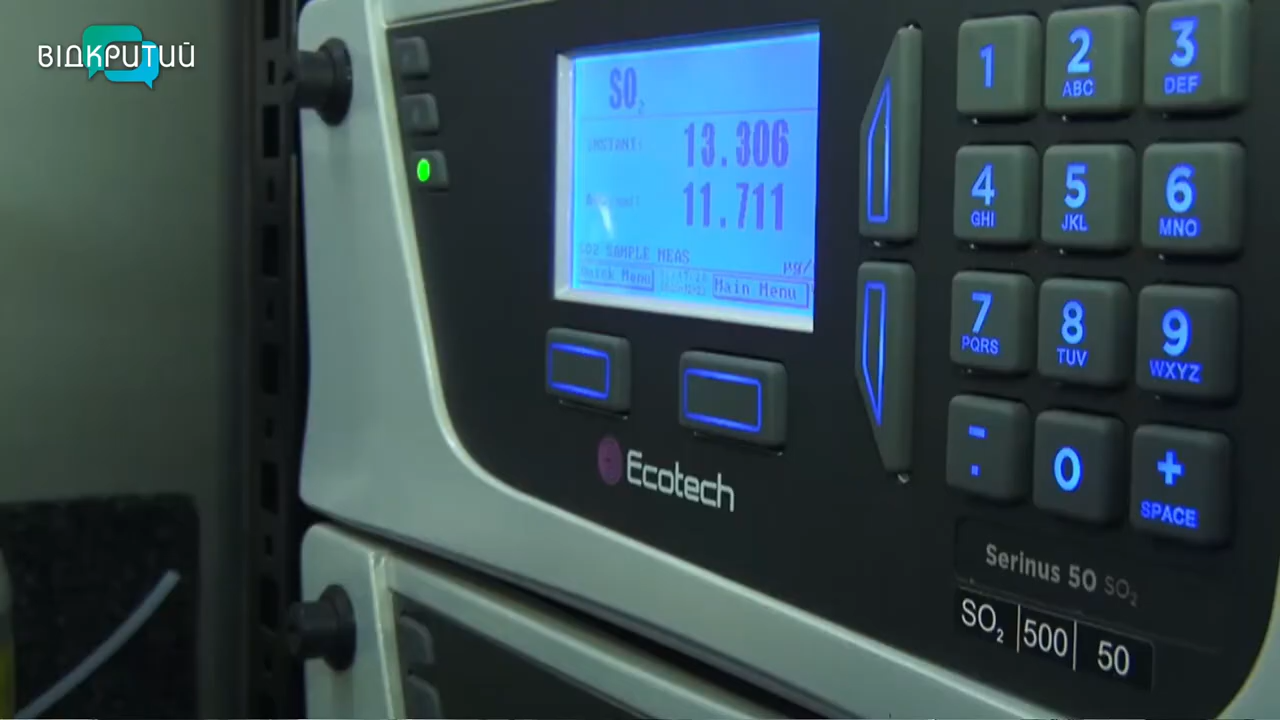 ВІДКРИТИЙ
SO₂
INSTANT:
13.306
11.711
SO2 SAMPLE MEAS
µg/
Quick Menu
Main Menu
1
2
ABC
3
DEF
4
GHI
5
JKL
6
MNO
7
PQRS
8
TUV
9
WXYZ
0
+
SPACE
Ecotech
Serinus 50 SO₂
SO₂ 500 50